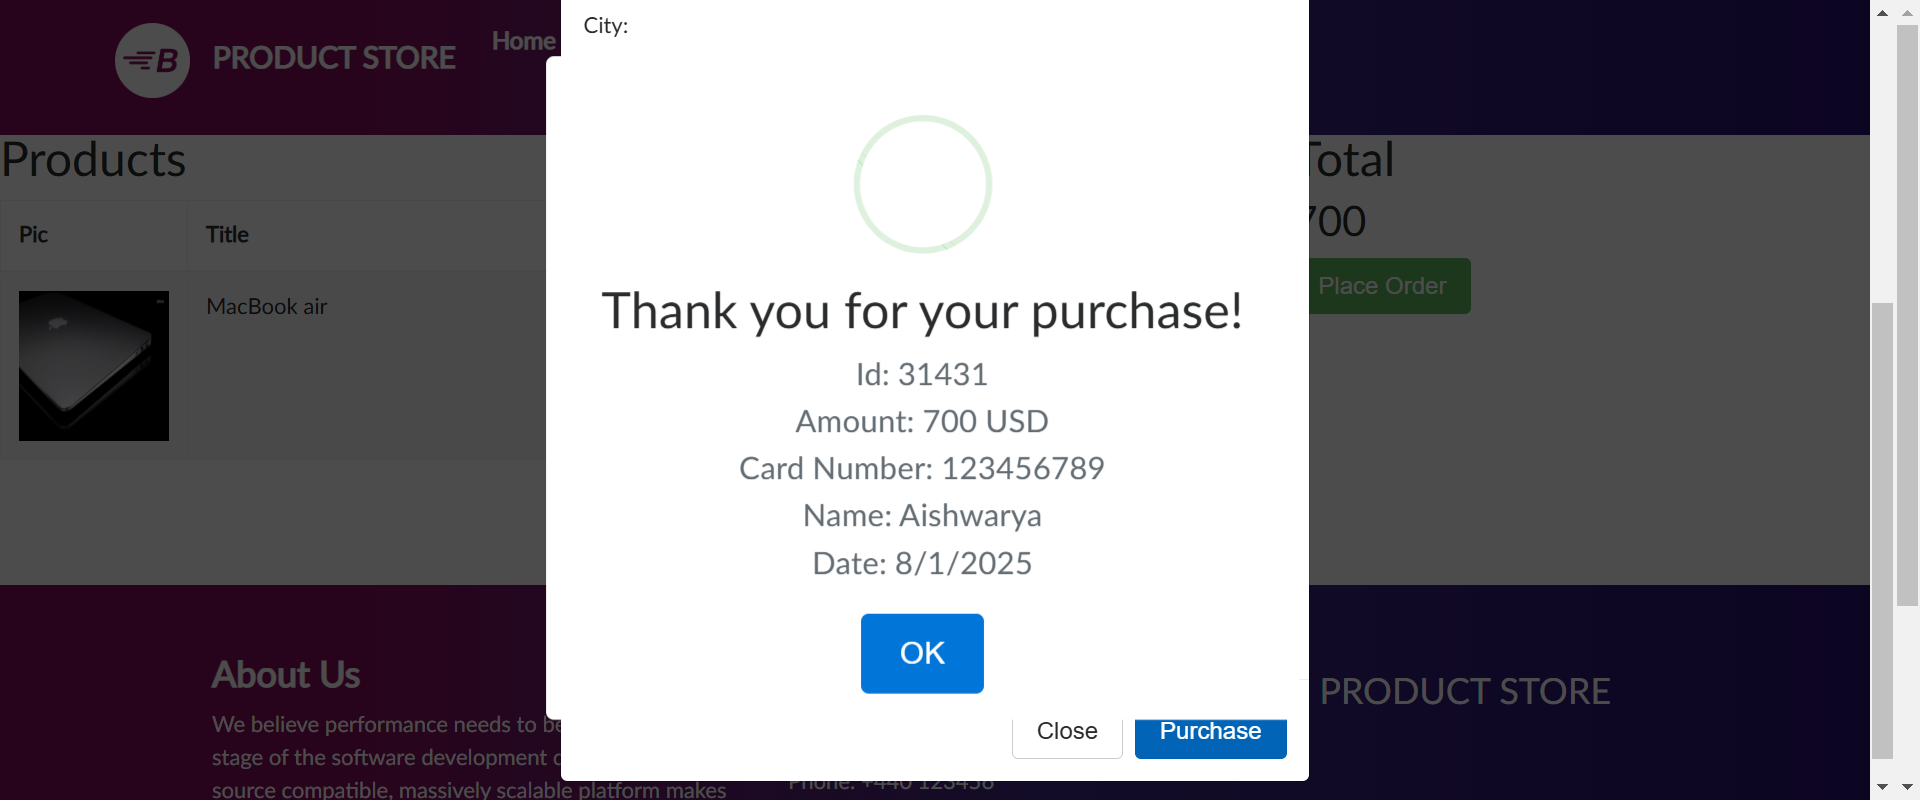 City:
B
PRODUCT STORE
Home
Products
Pic
Title
MacBook air
Thank you for your purchase!
Id: 31431
Amount: 700 USD
Card Number: 123456789
Name: Aishwarya
Date: 8/1/2025
OK
Total
700
Place Order
Close
Purchase
About Us
We believe performance needs to be
stage of the software development
source compatible, massively scalable platform makes
Phone: +440 123456
PRODUCT STORE